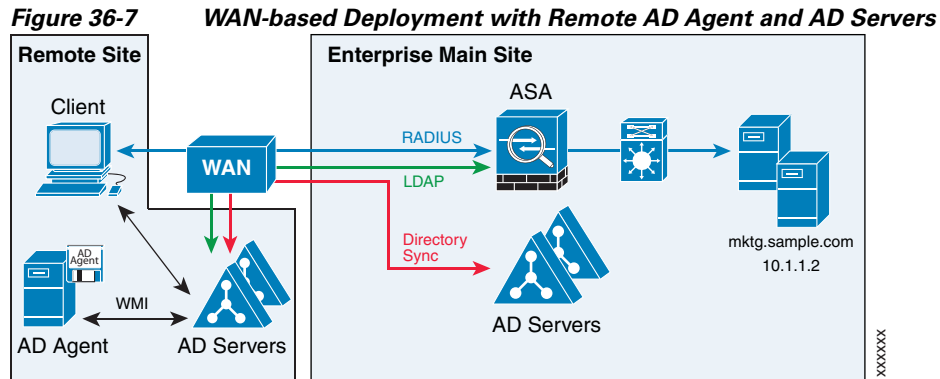 Figure 36-7 WAN-based Deployment with Remote AD Agent and AD Servers
Remote Site
Enterprise Main Site
Client
ASA
WAN
RADIUS
LDAP
Directory
Sync
mktg.sample.com
10.1.1.2
AD
Agent
WMI
AD Agent
AD Servers
AD Servers
xxxxxx